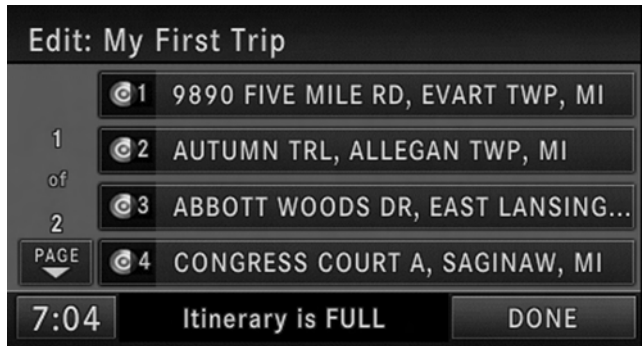 Edit: My First Trip
1 9890 FIVE MILE RD, EVART TWP, MI
2 AUTUMN TRL, ALLEGAN TWP, MI
3 ABBOTT WOODS DR, EAST LANSING...
4 CONGRESS COURT A, SAGINAW, MI
1
of
2
PAGE
7:04 Itinerary is FULL DONE